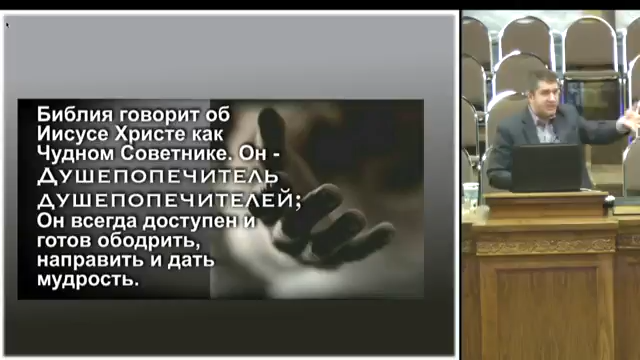 Библия говорит об
Иисусе Христе как
Чудном Советнике. Он -
Душепопечитель
душепопечителей;
Он всегда доступен и
готов ободрить,
направить и дать
мудрость.